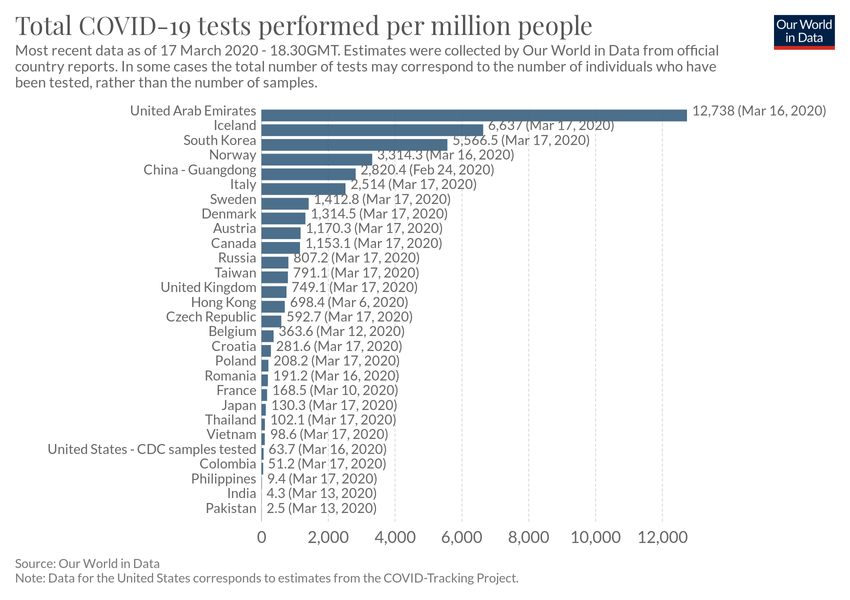 Total COVID-19 tests performed per million people
Our World
in Data
Most recent data as of 17 March 2020 - 18.30GMT. Estimates were collected by Our World in Data from official
country reports. In some cases the total number of tests may correspond to the number of individuals who have
been tested, rather than the number of samples.
United Arab Emirates 12,738 (Mar 16, 2020)
Iceland 6,637 (Mar 17, 2020)
South Korea 5,566.5 (Mar 17, 2020)
Norway 3,314.3 (Mar 16, 2020)
China - Guangdong 2,820.4 (Feb 24, 2020)
Italy 2,514 (Mar 17, 2020)
Sweden 1,412.8 (Mar 17, 2020)
Denmark 1,314.5 (Mar 17, 2020)
Austria 1,170.3 (Mar 17, 2020)
Canada 1,153.1 (Mar 17, 2020)
Russia 807.2 (Mar 17, 2020)
Taiwan 791.1 (Mar 17, 2020)
United Kingdom 749.1 (Mar 17, 2020)
Hong Kong 698.4 (Mar 6, 2020)
Czech Republic 592.7 (Mar 17, 2020)
Belgium 363.6 (Mar 12, 2020)
Croatia 281.6 (Mar 17, 2020)
Poland 208.2 (Mar 17, 2020)
Romania 191.2 (Mar 16, 2020)
France 168.5 (Mar 10, 2020)
Japan 130.3 (Mar 17, 2020)
Thailand 102.1 (Mar 17, 2020)
Vietnam 98.6 (Mar 17, 2020)
United States - CDC samples tested 63.7 (Mar 16, 2020)
Colombia 51.2 (Mar 17, 2020)
Philippines 9.4 (Mar 17, 2020)
India 4.3 (Mar 13, 2020)
Pakistan 2.5 (Mar 13, 2020)
0 2,000 4,000 6,000 8,000 10,000 12,000
Source: Our World in Data
Note: Data for the United States corresponds to estimates from the COVID-Tracking Project.